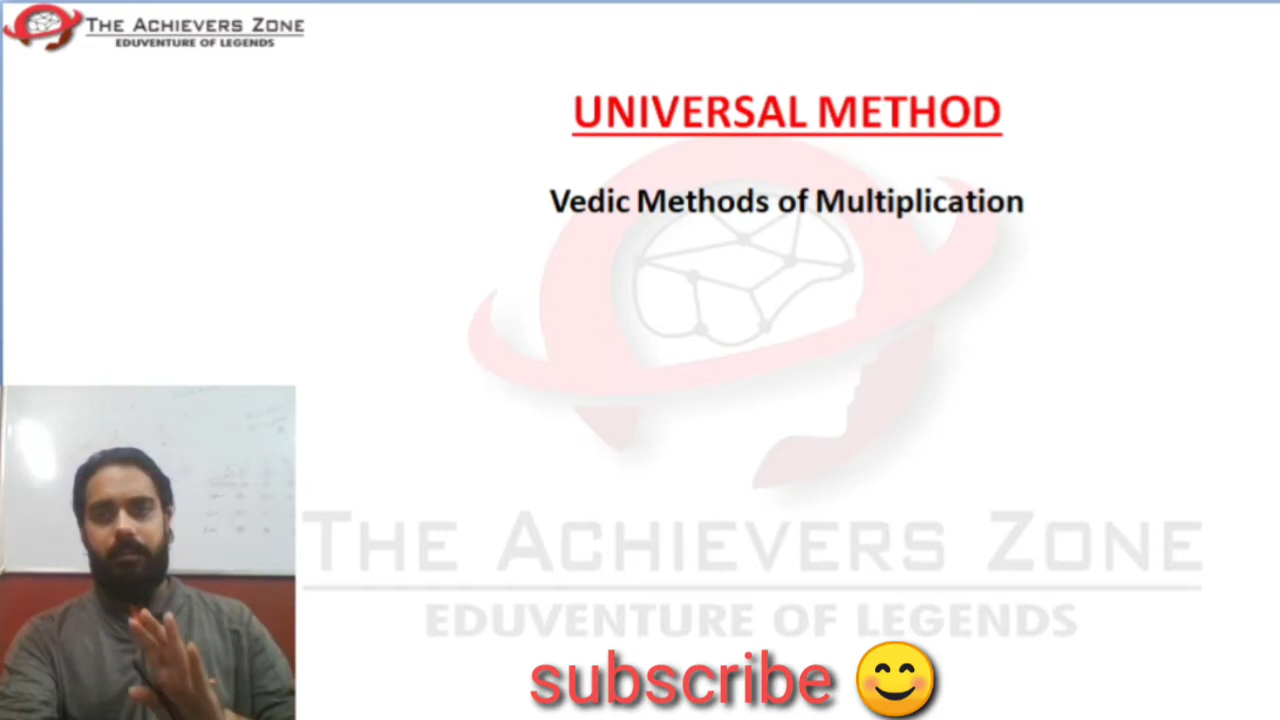 THE ACHIEVERS ZONE
EDUVENTURE OF LEGENDS
UNIVERSAL METHOD
Vedic Methods of Multiplication
THE ACHIEVERS ZONE
EDUVENTURE OF LEGENDS
subscribe 😊